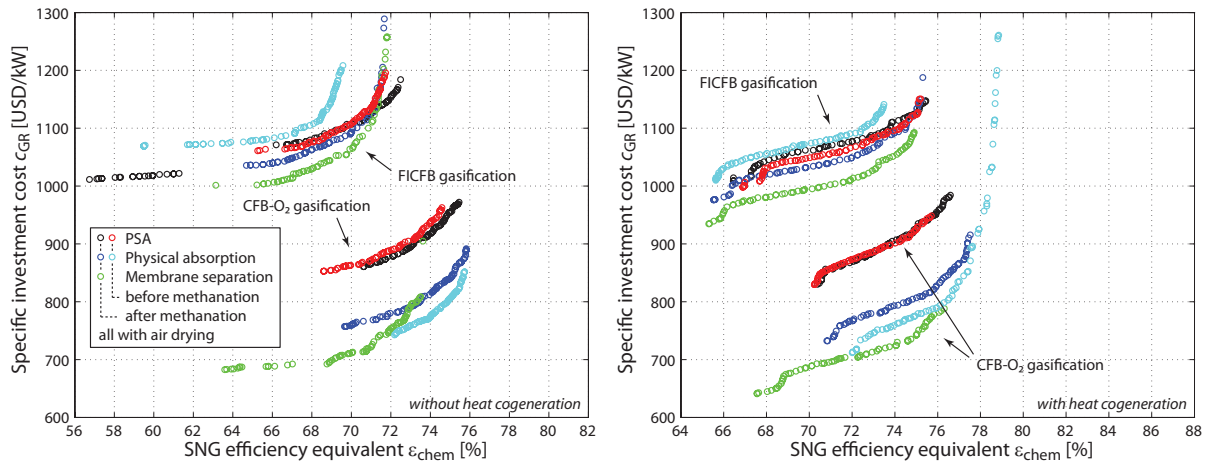 1300
1200
1100
1000
900
800
700
600
Specific investment cost c_GR [USD/kW]
FICFB gasification
CFB-O₂ gasification
PSA
Physical absorption
Membrane separation
before methanation
after methanation
all with air drying
without heat cogeneration
56 58 60 62 64 66 68 70 72 74 76 78 80 82
SNG efficiency equivalent ε_chem [%]
1300
1200
1100
1000
900
800
700
600
Specific investment cost c_GR [USD/kW]
FICFB gasification
CFB-O₂ gasification
with heat cogeneration
64 66 68 70 72 74 76 78 80 82 84 86 88
SNG efficiency equivalent ε_chem [%]